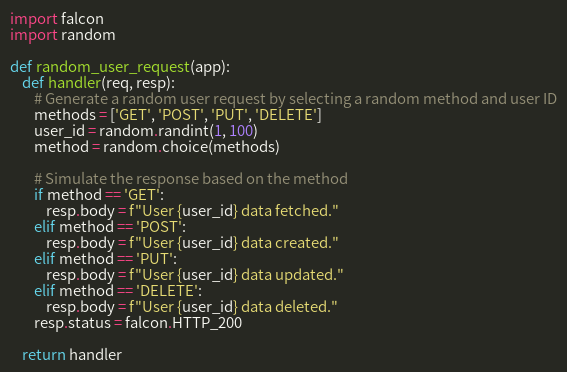 import falcon
import random

def random_user_request(app):
    def handler(req, resp):
        # Generate a random user request by selecting a random method and user ID
        methods = ['GET', 'POST', 'PUT', 'DELETE']
        user_id = random.randint(1, 100)
        method = random.choice(methods)

        # Simulate the response based on the method
        if method == 'GET':
            resp.body = f"User {user_id} data fetched."
        elif method == 'POST':
            resp.body = f"User {user_id} data created."
        elif method == 'PUT':
            resp.body = f"User {user_id} data updated."
        elif method == 'DELETE':
            resp.body = f"User {user_id} data deleted."
        resp.status = falcon.HTTP_200

    return handler